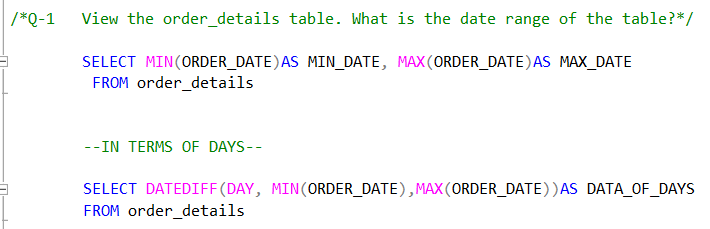 /*Q-1   View the order_details table. What is the date range of the table?*/
SELECT MIN(ORDER_DATE)AS MIN_DATE, MAX(ORDER_DATE)AS MAX_DATE
FROM order_details
--IN TERMS OF DAYS--
SELECT DATEDIFF(DAY, MIN(ORDER_DATE),MAX(ORDER_DATE))AS DATA_OF_DAYS
FROM order_details